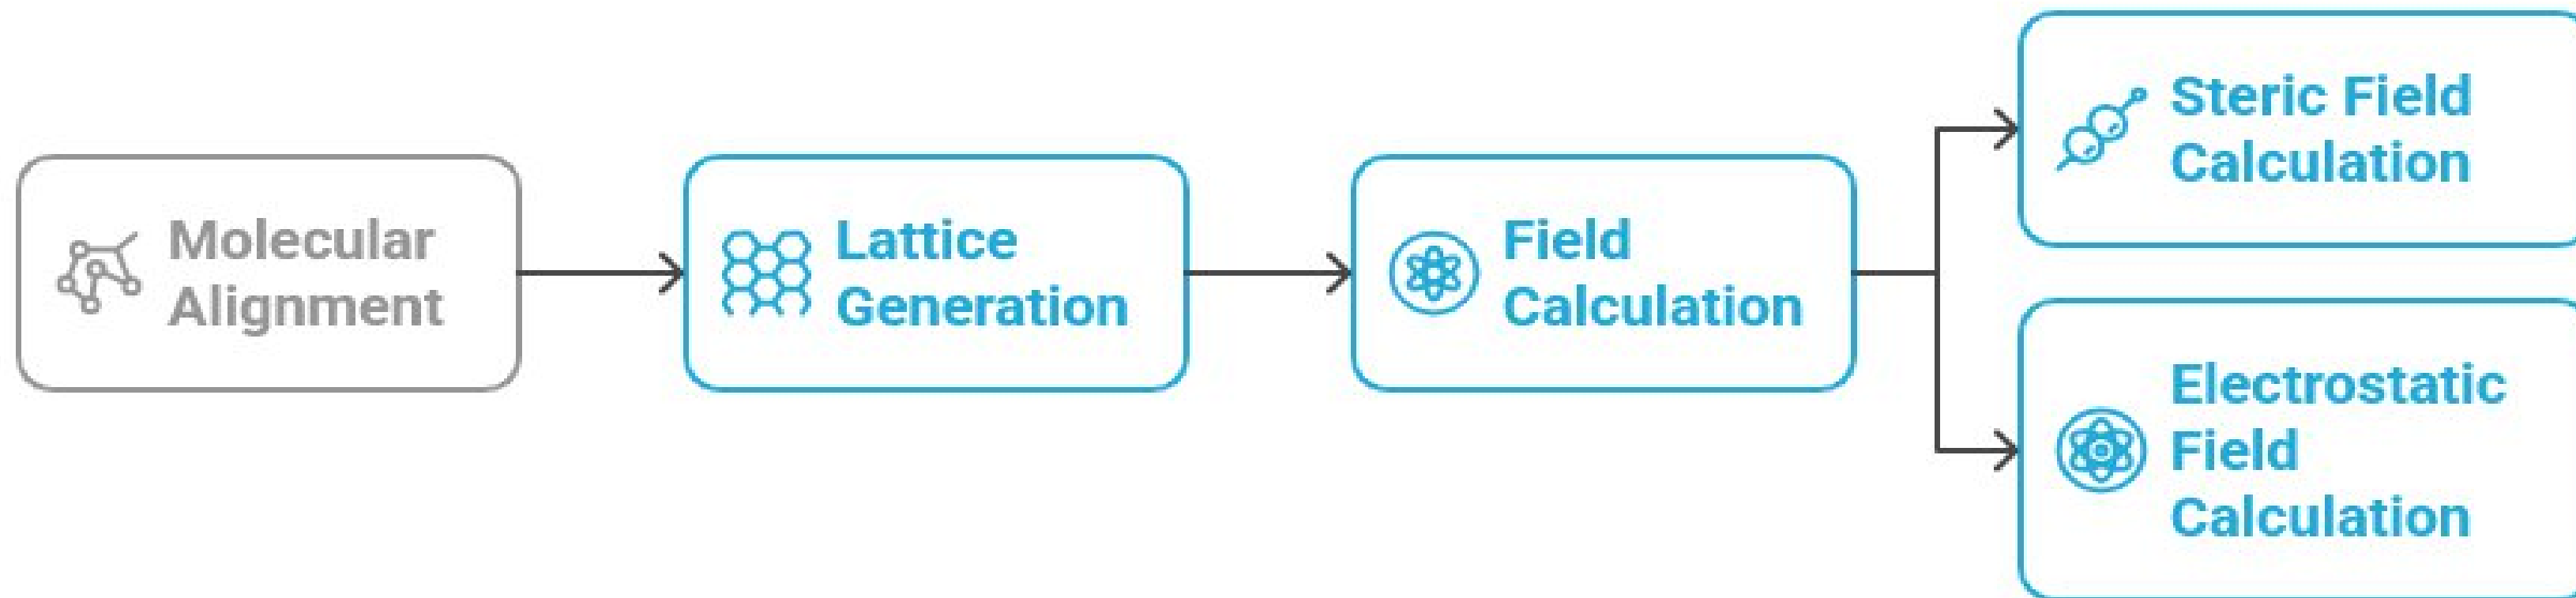 Molecular
Alignment
Lattice
Generation
Field
Calculation
Steric Field
Calculation
Electrostatic
Field
Calculation